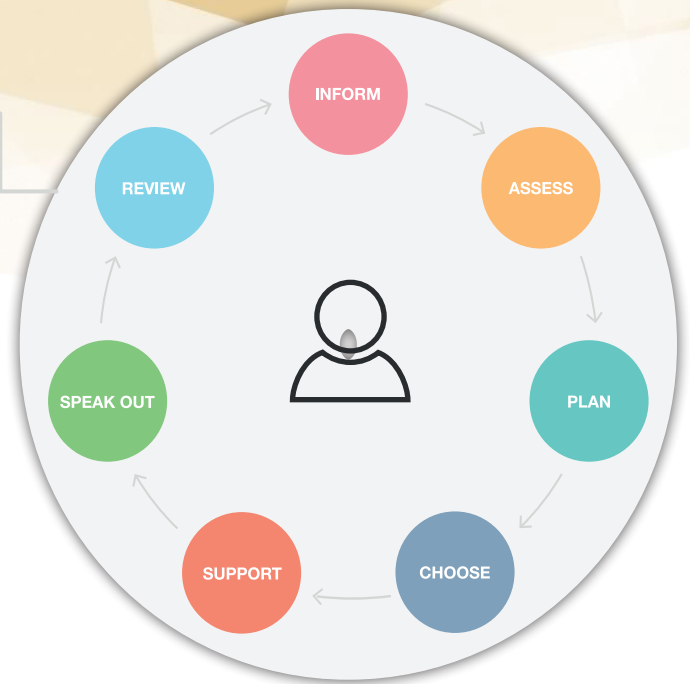 INFORM
ASSESS
PLAN
CHOOSE
SUPPORT
SPEAK OUT
REVIEW